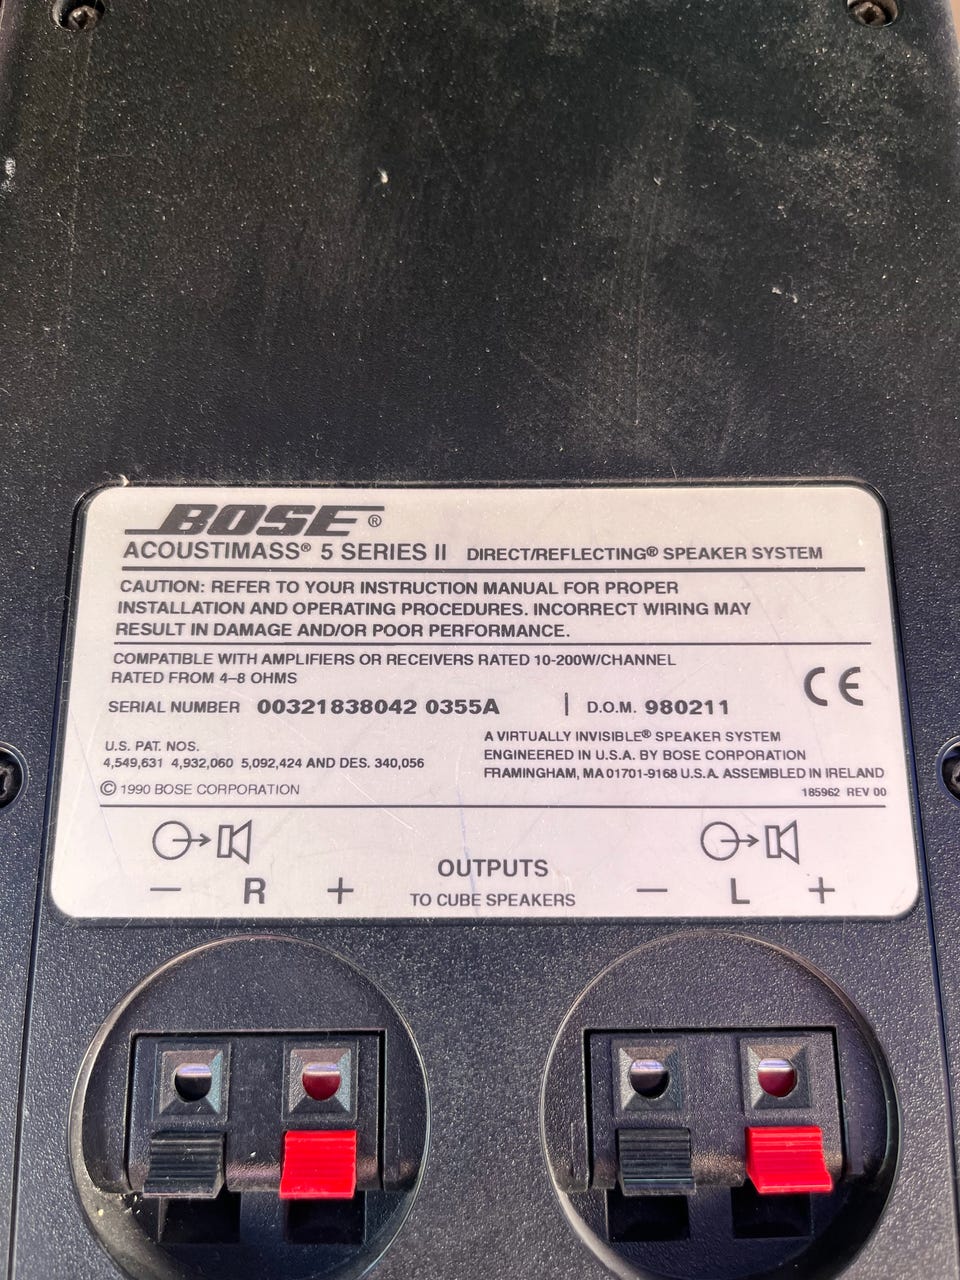 BOSE®
ACOUSTIMASS® 5 SERIES II DIRECT/REFLECTING® SPEAKER SYSTEM
CAUTION: REFER TO YOUR INSTRUCTION MANUAL FOR PROPER
INSTALLATION AND OPERATING PROCEDURES. INCORRECT WIRING MAY
RESULT IN DAMAGE AND/OR POOR PERFORMANCE.
COMPATIBLE WITH AMPLIFIERS OR RECEIVERS RATED 10-200W/CHANNEL
RATED FROM 4–8 OHMS
CE
SERIAL NUMBER 00321838042 0355A | D.O.M. 980211
U.S. PAT. NOS.
4,549,631 4,932,060 5,092,424 AND DES. 340,056
© 1990 BOSE CORPORATION
A VIRTUALLY INVISIBLE® SPEAKER SYSTEM
ENGINEERED IN U.S.A. BY BOSE CORPORATION
FRAMINGHAM, MA 01701-9168 U.S.A. ASSEMBLED IN IRELAND
185962 REV 00
OUTPUTS
TO CUBE SPEAKERS
− R +
− L +